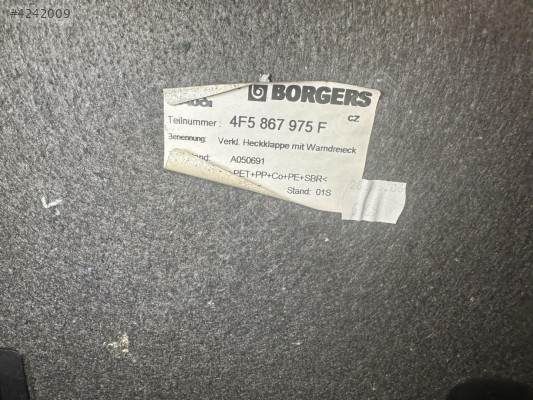 #4242009
BORGERS
CZ
Teilnummer: 4F5 867 975 F
Benennung: Verkl. Heckklappe mit Warndreieck
A050691
PET+PP+Co+PE+SBR<
Stand: 01S